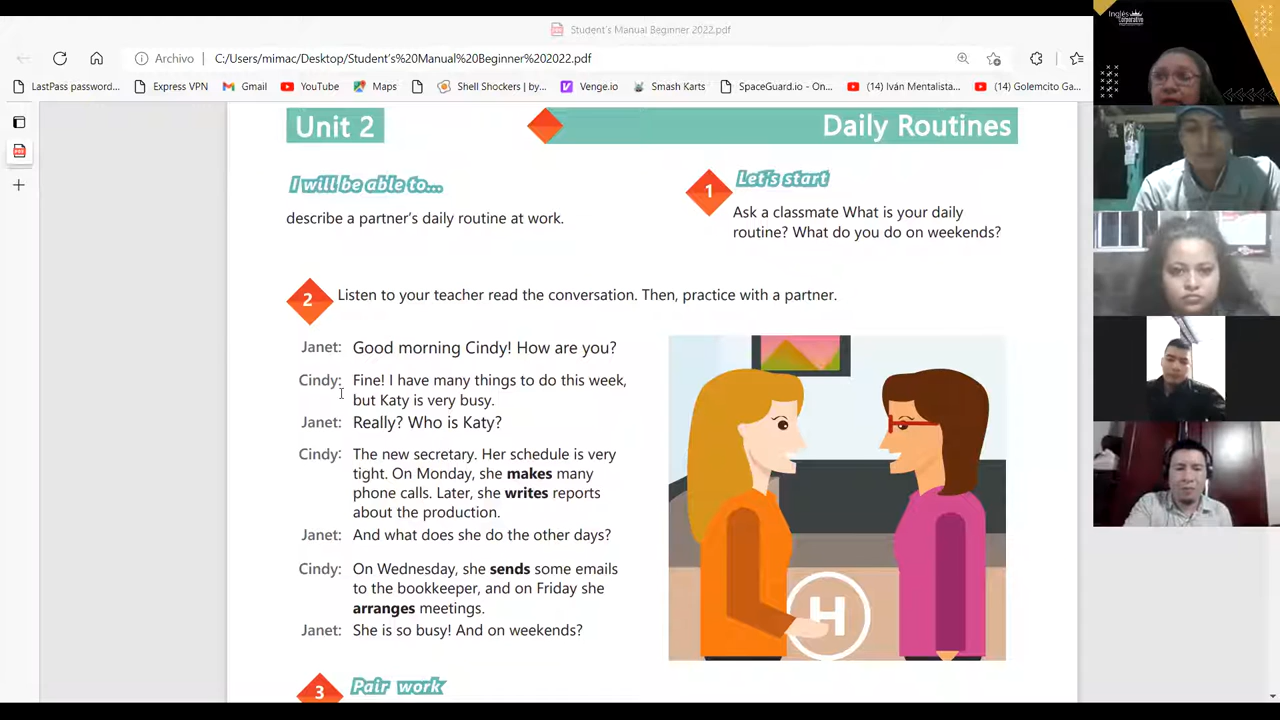 Student's Manual Beginner 2022.pdf
Archivo
C:/Users/mimac/Desktop/Student's%20Manual%20Beginner%202022.pdf
LastPass password...
Express VPN
Gmail
YouTube
Maps
Shell Shockers | by...
Venge.io
Smash Karts
SpaceGuard.io - On...
(14) Iván Mentalista...
(14) Golemcito Ga...
Inglés
Corporativo
Unit 2
Daily Routines
I will be able to...
describe a partner's daily routine at work.
1
Let's start
Ask a classmate What is your daily
routine? What do you do on weekends?
2
Listen to your teacher read the conversation. Then, practice with a partner.
Janet: Good morning Cindy! How are you?
Cindy: Fine! I have many things to do this week,
but Katy is very busy.
Janet: Really? Who is Katy?
Cindy: The new secretary. Her schedule is very
tight. On Monday, she makes many
phone calls. Later, she writes reports
about the production.
Janet: And what does she do the other days?
Cindy: On Wednesday, she sends some emails
to the bookkeeper, and on Friday she
arranges meetings.
Janet: She is so busy! And on weekends?
H
3
Pair work